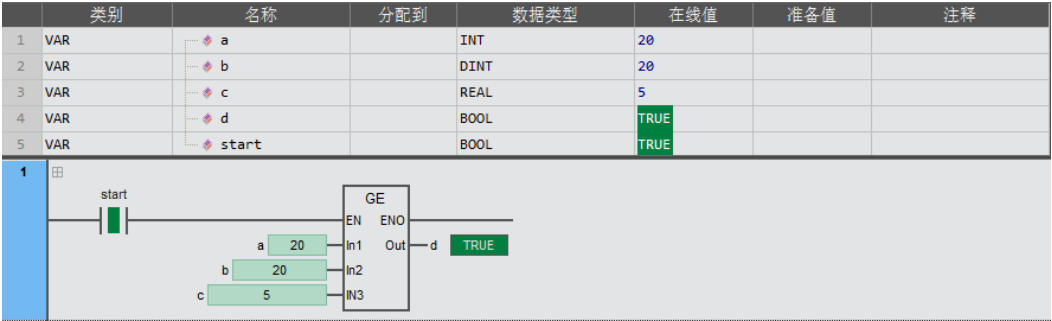 类别 名称 分配到 数据类型 在线值 准备值 注释
1 VAR a INT 20
2 VAR b DINT 20
3 VAR c REAL 5
4 VAR d BOOL TRUE
5 VAR start BOOL TRUE
1
start
GE
EN ENO
a 20 In1 Out d TRUE
b 20 In2
c 5 IN3